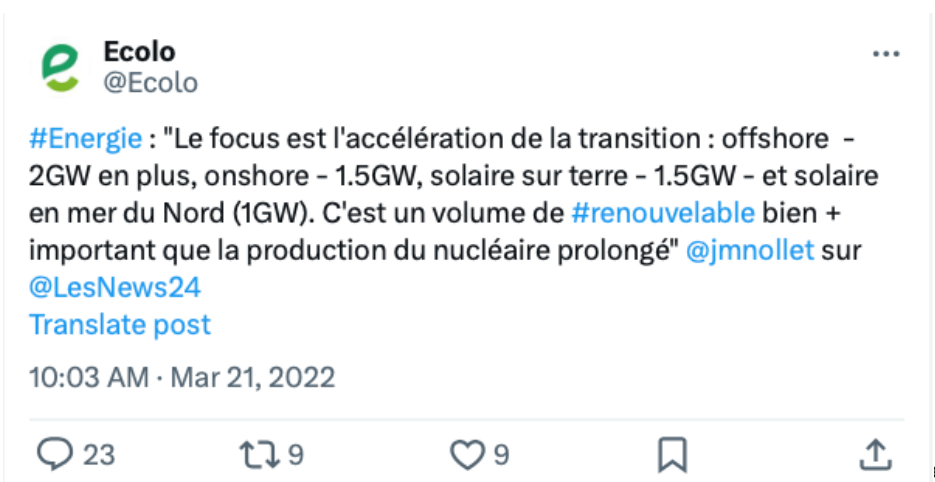 Ecolo
@Ecolo
#Energie : "Le focus est l'accélération de la transition : offshore -
2GW en plus, onshore - 1.5GW, solaire sur terre - 1.5GW - et solaire
en mer du Nord (1GW). C'est un volume de #renouvelable bien +
important que la production du nucléaire prolongé" @jmnollet sur
@LesNews24
Translate post
10:03 AM · Mar 21, 2022
23 9 9